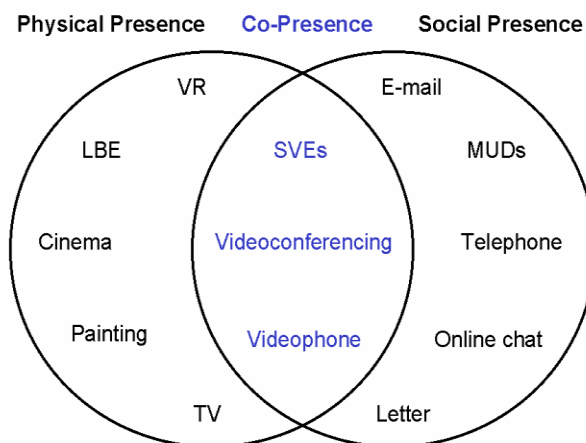 Physical Presence Co-Presence Social Presence
VR E-mail
LBE SVEs MUDs
Cinema Videoconferencing Telephone
Painting Videophone Online chat
TV Letter